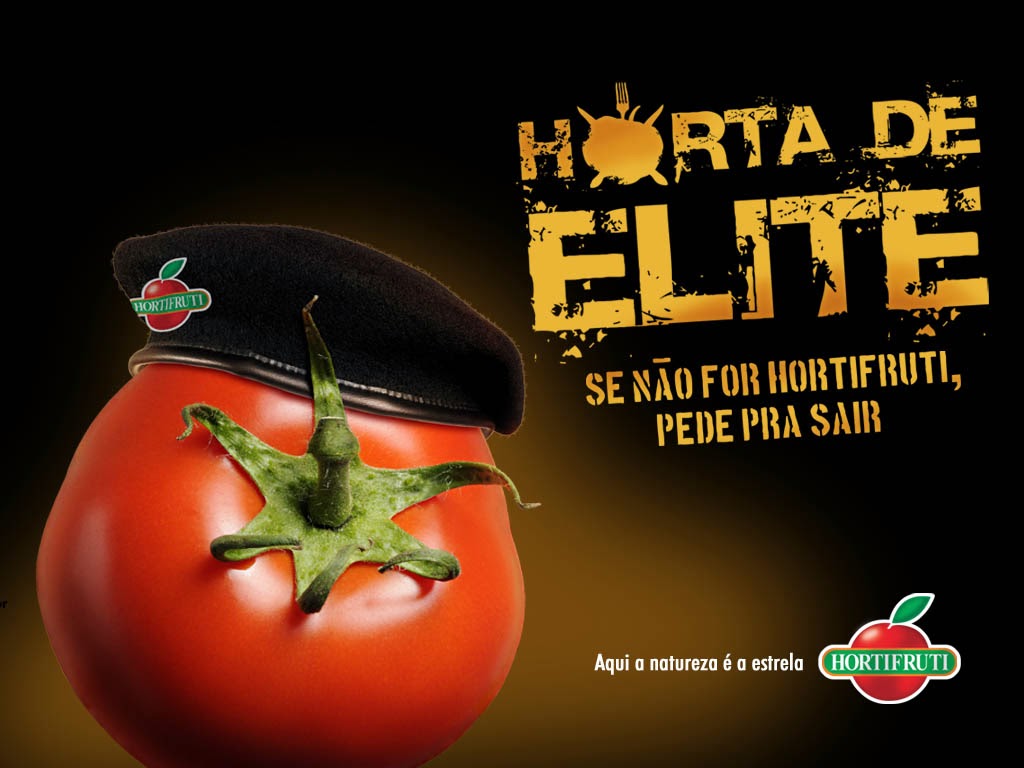 HORTA DE
ELITE
SE NÃO FOR HORTIFRUTI,
PEDE PRA SAIR
HORTIFRUTI
Aqui a natureza é a estrela
HORTIFRUTI